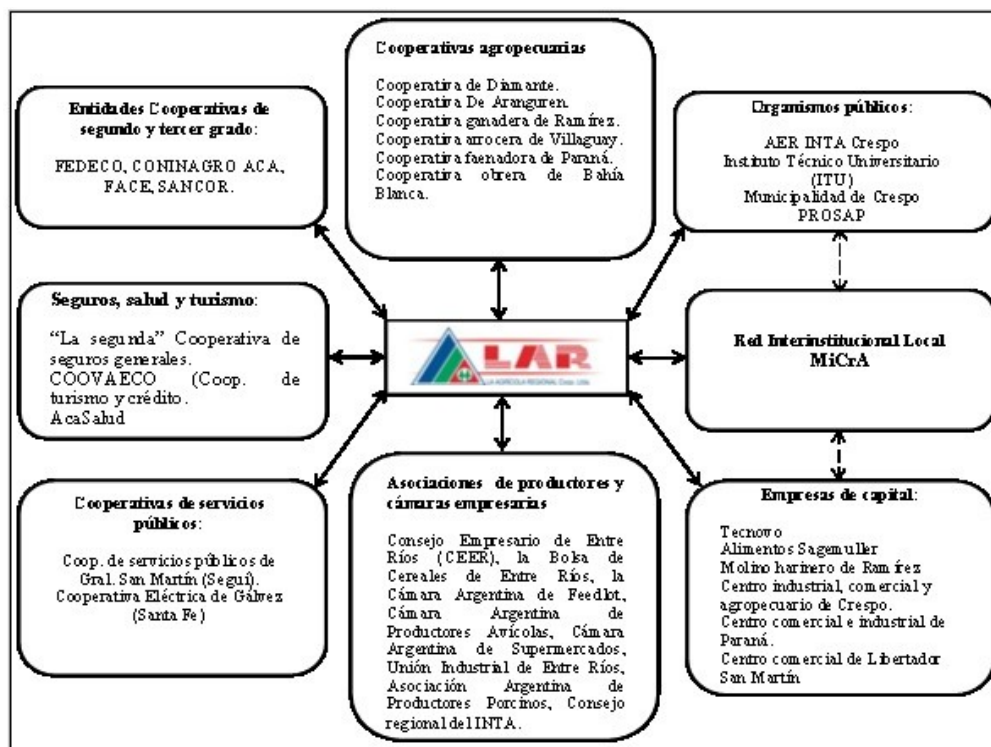 Cooperativas agropecuarias
Cooperativa de Diamante.
Cooperativa De Aranguren.
Cooperativa ganadera de Ramírez.
Cooperativa arrocera de Villaguay.
Cooperativa faenadora de Paraná.
Cooperativa obrera de Bahía
Blanca.
Entidades Cooperativas de
segundo y tercer grado:
FEDECO, CONINAGRO ACA,
FACE, SANCOR.
Organismos públicos:
AER INTA Crespo
Instituto Técnico Universitario
(ITU)
Municipalidad de Crespo
PROSAP
Seguros, salud y turismo:
“La segunda” Cooperativa de
seguros generales.
COOVAECO (Coop. de
turismo y crédito.
AcaSalud
LAR
LA AGRICOLA REGIONAL Coop. Ltda.
Red Interinstitucional Local
MiCrA
Cooperativas de servicios
públicos:
Coop. de servicios públicos de
Gral. San Martín (Seguí).
Cooperativa Eléctrica de Gálvez
(Santa Fe)
Asociaciones de productores y
cámaras empresarias
Consejo Empresario de Entre
Ríos (CEER), la Bolsa de
Cereales de Entre Ríos, la
Cámara Argentina de Feedlot,
Cámara Argentina de
Productores Avícolas, Cámara
Argentina de Supermercados,
Unión Industrial de Entre Ríos,
Asociación Argentina de
Productores Porcinos, Consejo
regional del INTA.
Empresas de capital:
Tecnovo
Alimentos Sagemuller
Molino harinero de Ramírez
Centro industrial, comercial y
agropecuario de Crespo.
Centro comercial e industrial de
Paraná.
Centro comercial de Libertador
San Martín